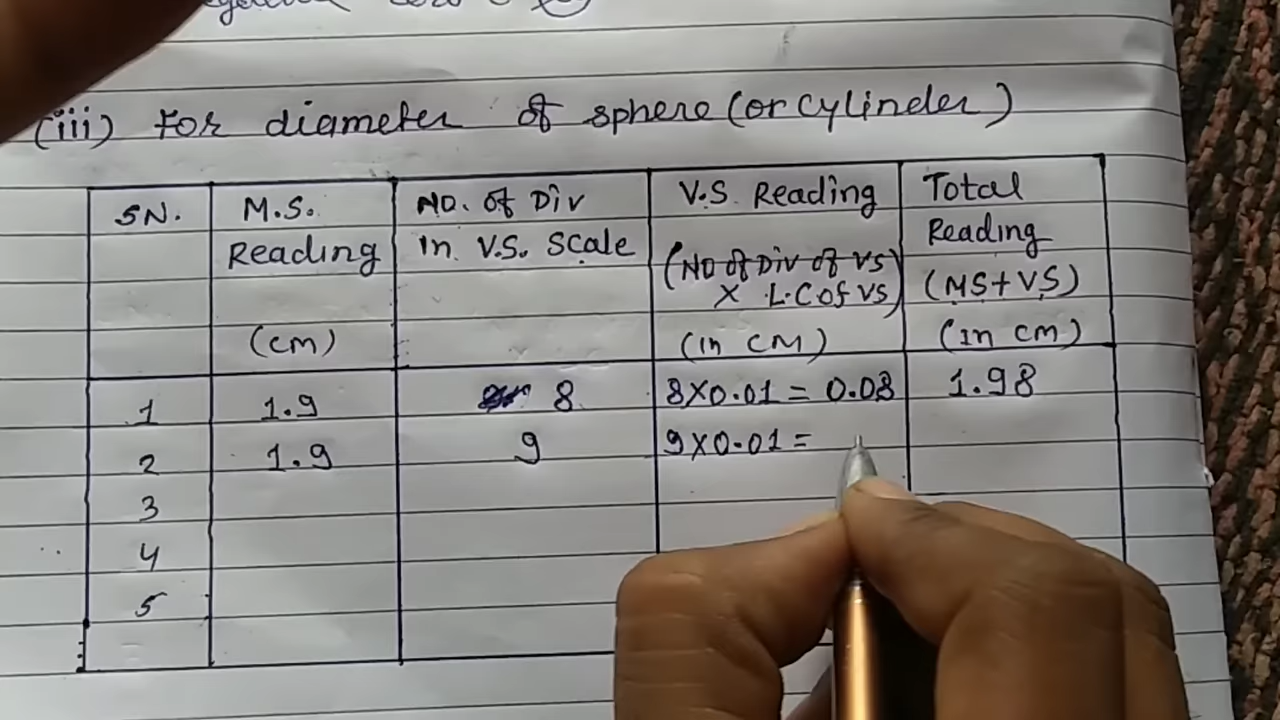 (iii) For diameter of sphere (or cylinder)
SN. M.S. Reading (cm) NO. of Div in V.S. Scale V.S. Reading (NO of Div of VS X L.C of VS) (in CM) Total Reading (MS+VS) (in cm)
1 1.9 8 8X0.01 = 0.08 1.98
2 1.9 9 9X0.01 =
3
4
5